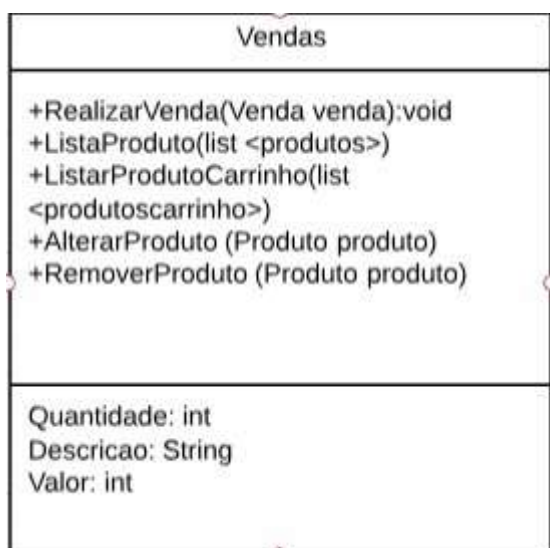 Vendas
+RealizarVenda(Venda venda):void
+ListaProduto(list <produtos>)
+ListarProdutoCarrinho(list
<produtoscarrinho>)
+AlterarProduto (Produto produto)
+RemoverProduto (Produto produto)
Quantidade: int
Descricao: String
Valor: int